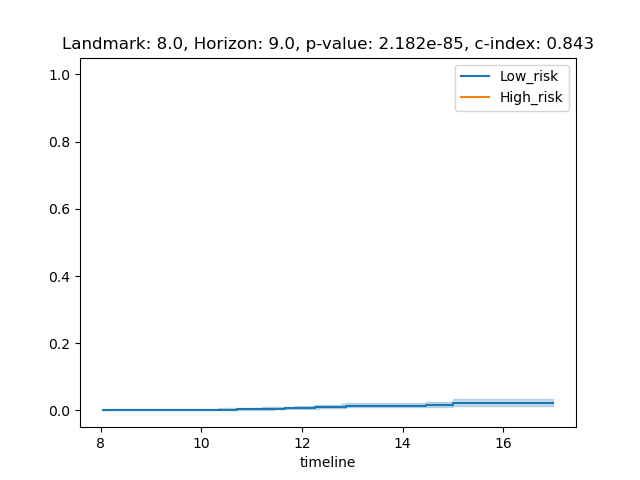 Landmark: 8.0, Horizon: 9.0, p-value: 2.182e-85, c-index: 0.843
1.0
Low_risk
High_risk
0.8
0.6
0.4
0.2
0.0
8 10 12 14 16
timeline